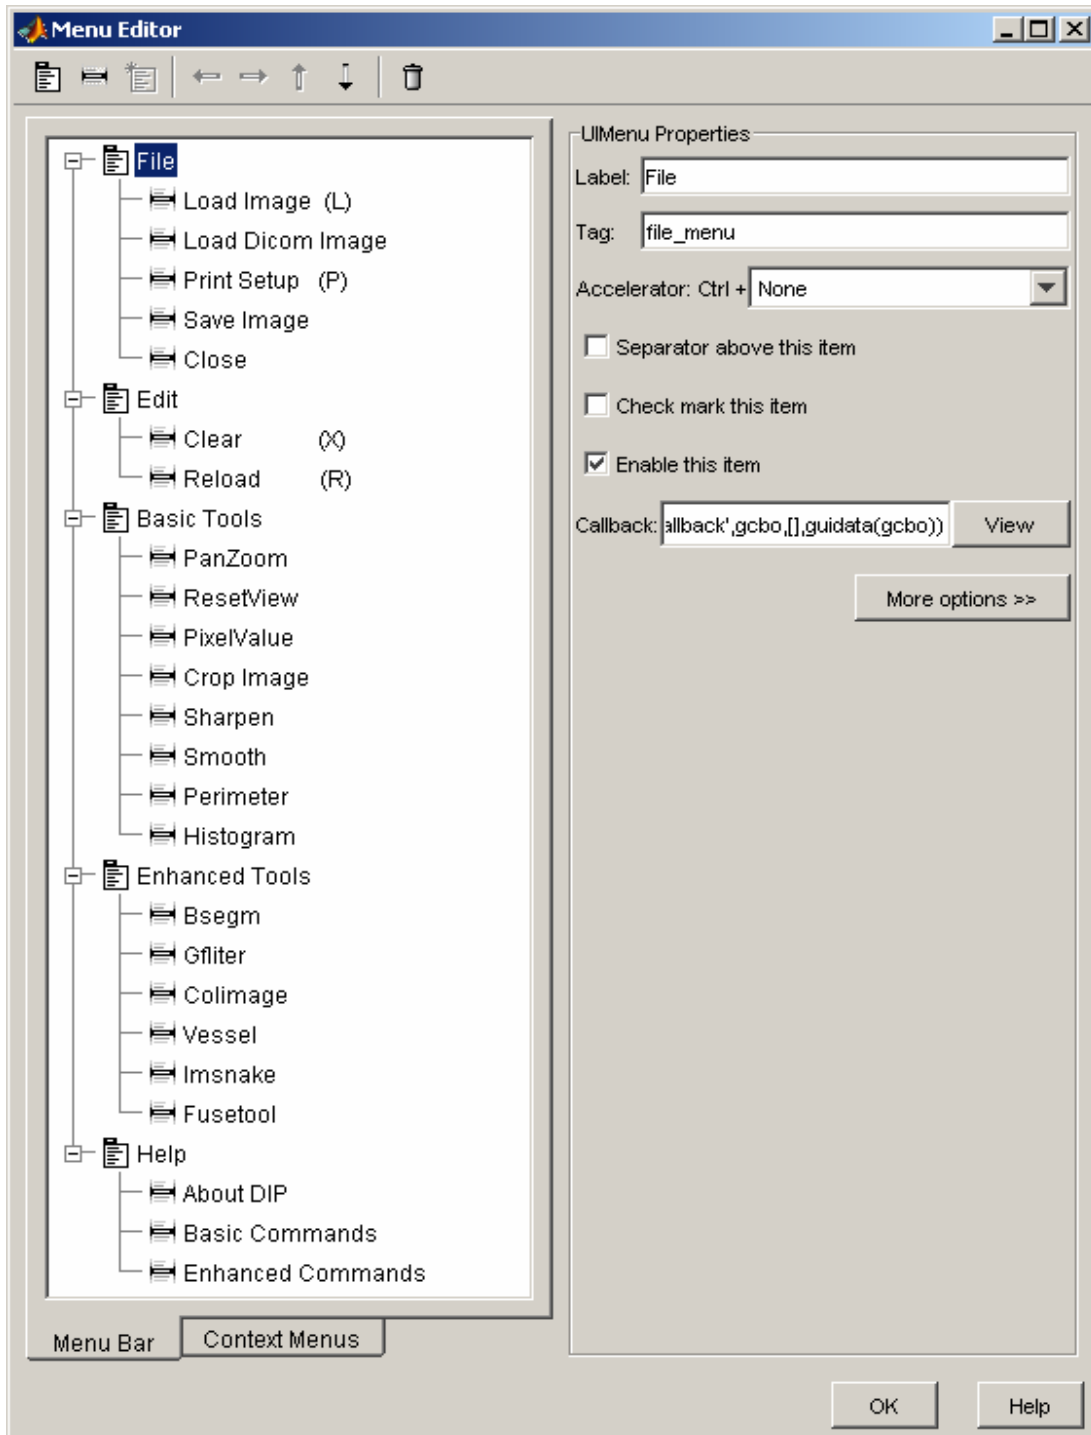 Menu Editor
File
Load Image (L)
Load Dicom Image
Print Setup (P)
Save Image
Close
Edit
Clear (X)
Reload (R)
Basic Tools
PanZoom
ResetView
PixelValue
Crop Image
Sharpen
Smooth
Perimeter
Histogram
Enhanced Tools
Bsegm
Gfliter
Colimage
Vessel
Imsnake
Fusetool
Help
About DIP
Basic Commands
Enhanced Commands
Menu Bar
Context Menus
UIMenu Properties
Label: File
Tag: file_menu
Accelerator: Ctrl + None
Separator above this item
Check mark this item
Enable this item
Callback: allback',gcbo,[],guidata(gcbo)) View
More options >>
OK Help